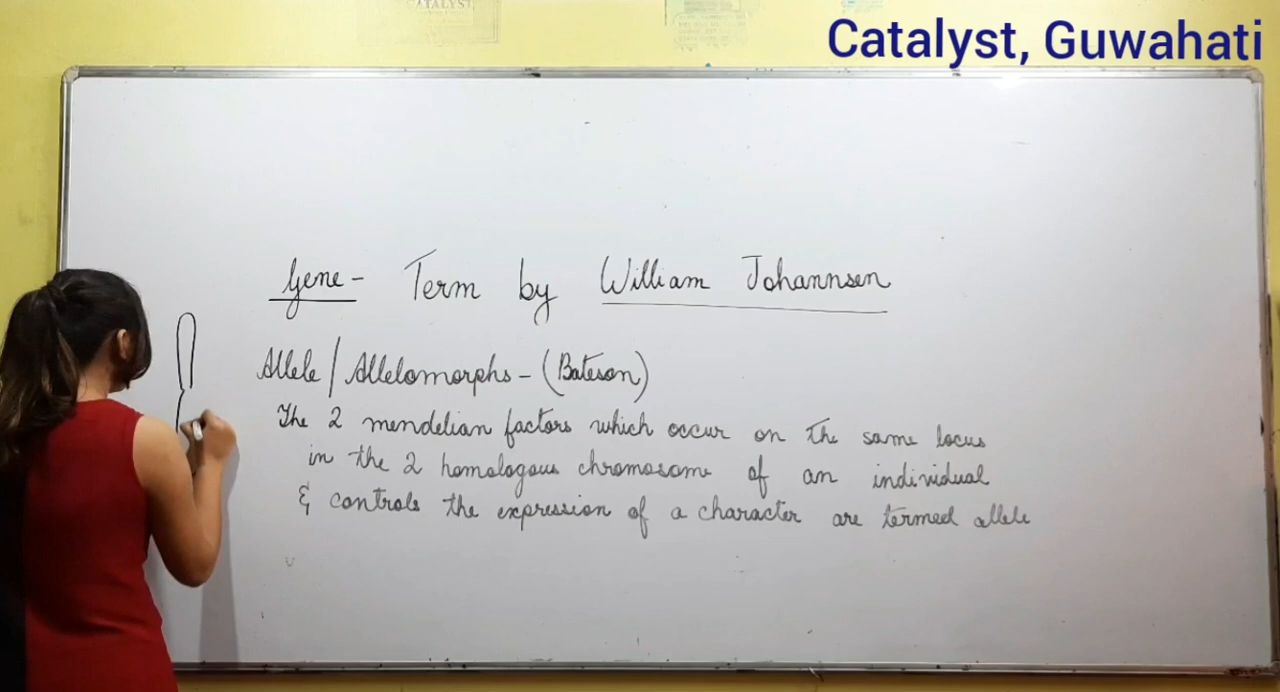 CATALYST
Catalyst, Guwahati
Gene - Term by William Johannsen
Allele / Allelomorphs - (Bateson)
The 2 mendelian factors which occur on the same locus
in the 2 homologous chromosome of an individual
& controls the expression of a character are termed allele